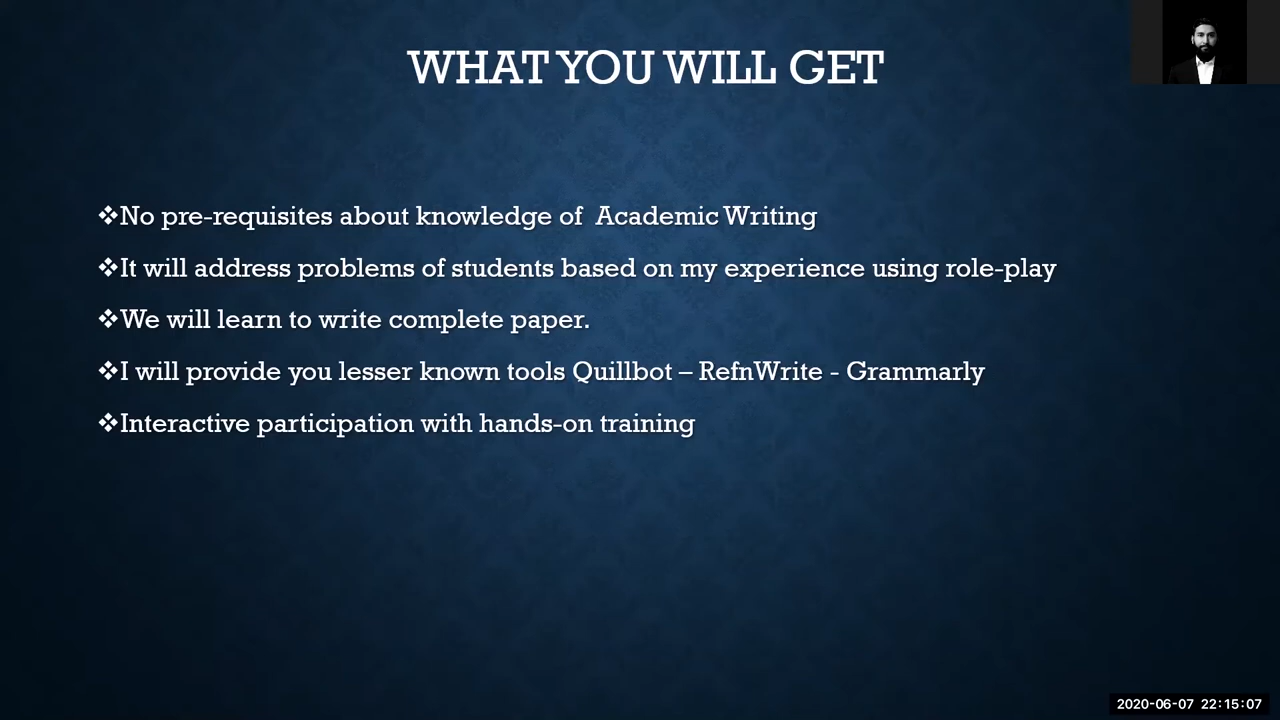 WHAT YOU WILL GET
❖No pre-requisites about knowledge of  Academic Writing
❖It will address problems of students based on my experience using role-play
❖We will learn to write complete paper.
❖I will provide you lesser known tools Quillbot – RefnWrite - Grammarly
❖Interactive participation with hands-on training
2020-06-07 22:15:07